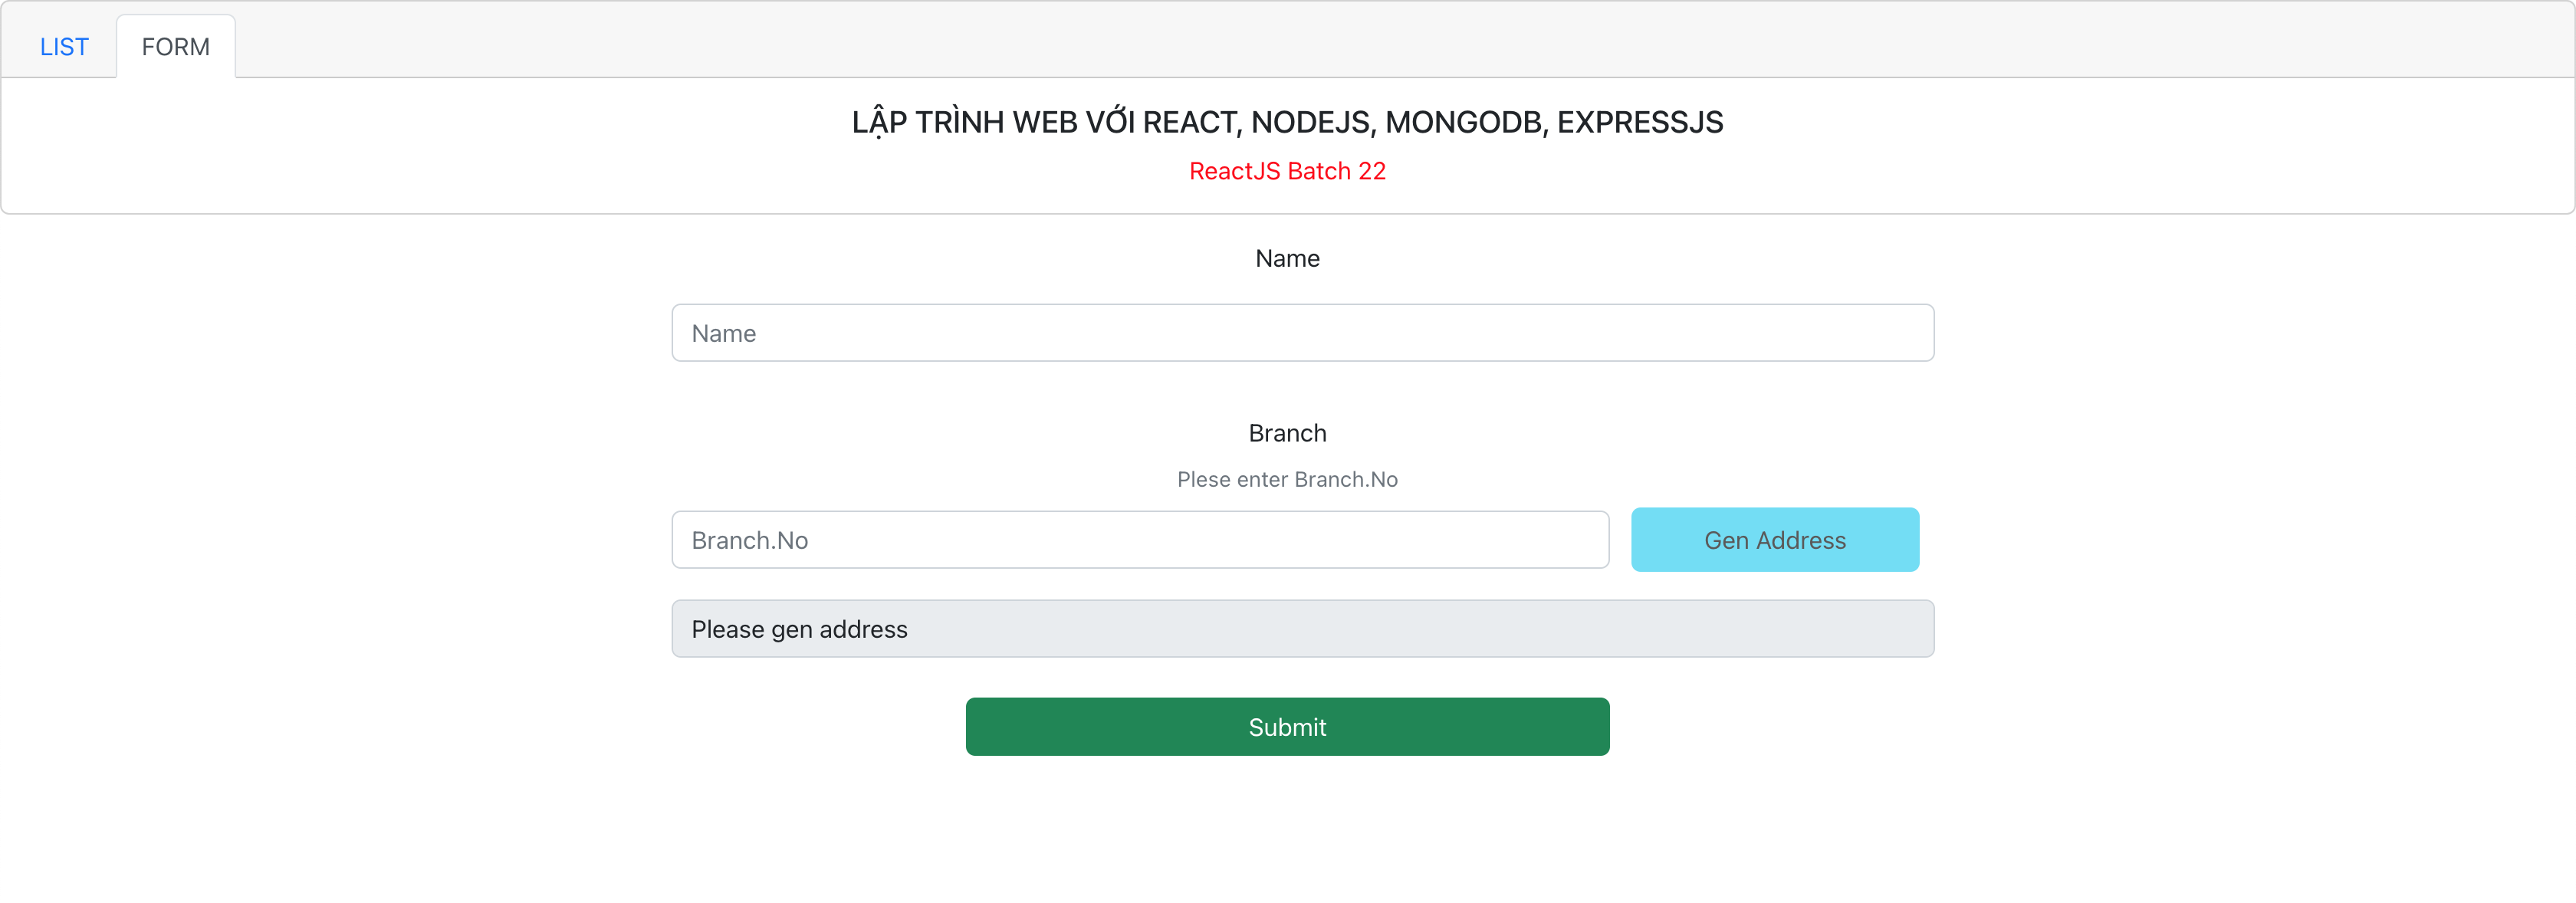 LIST FORM
LẬP TRÌNH WEB VỚI REACT, NODEJS, MONGODB, EXPRESSJS
ReactJS Batch 22
Name
Name
Branch
Plese enter Branch.No
Branch.No Gen Address
Please gen address
Submit